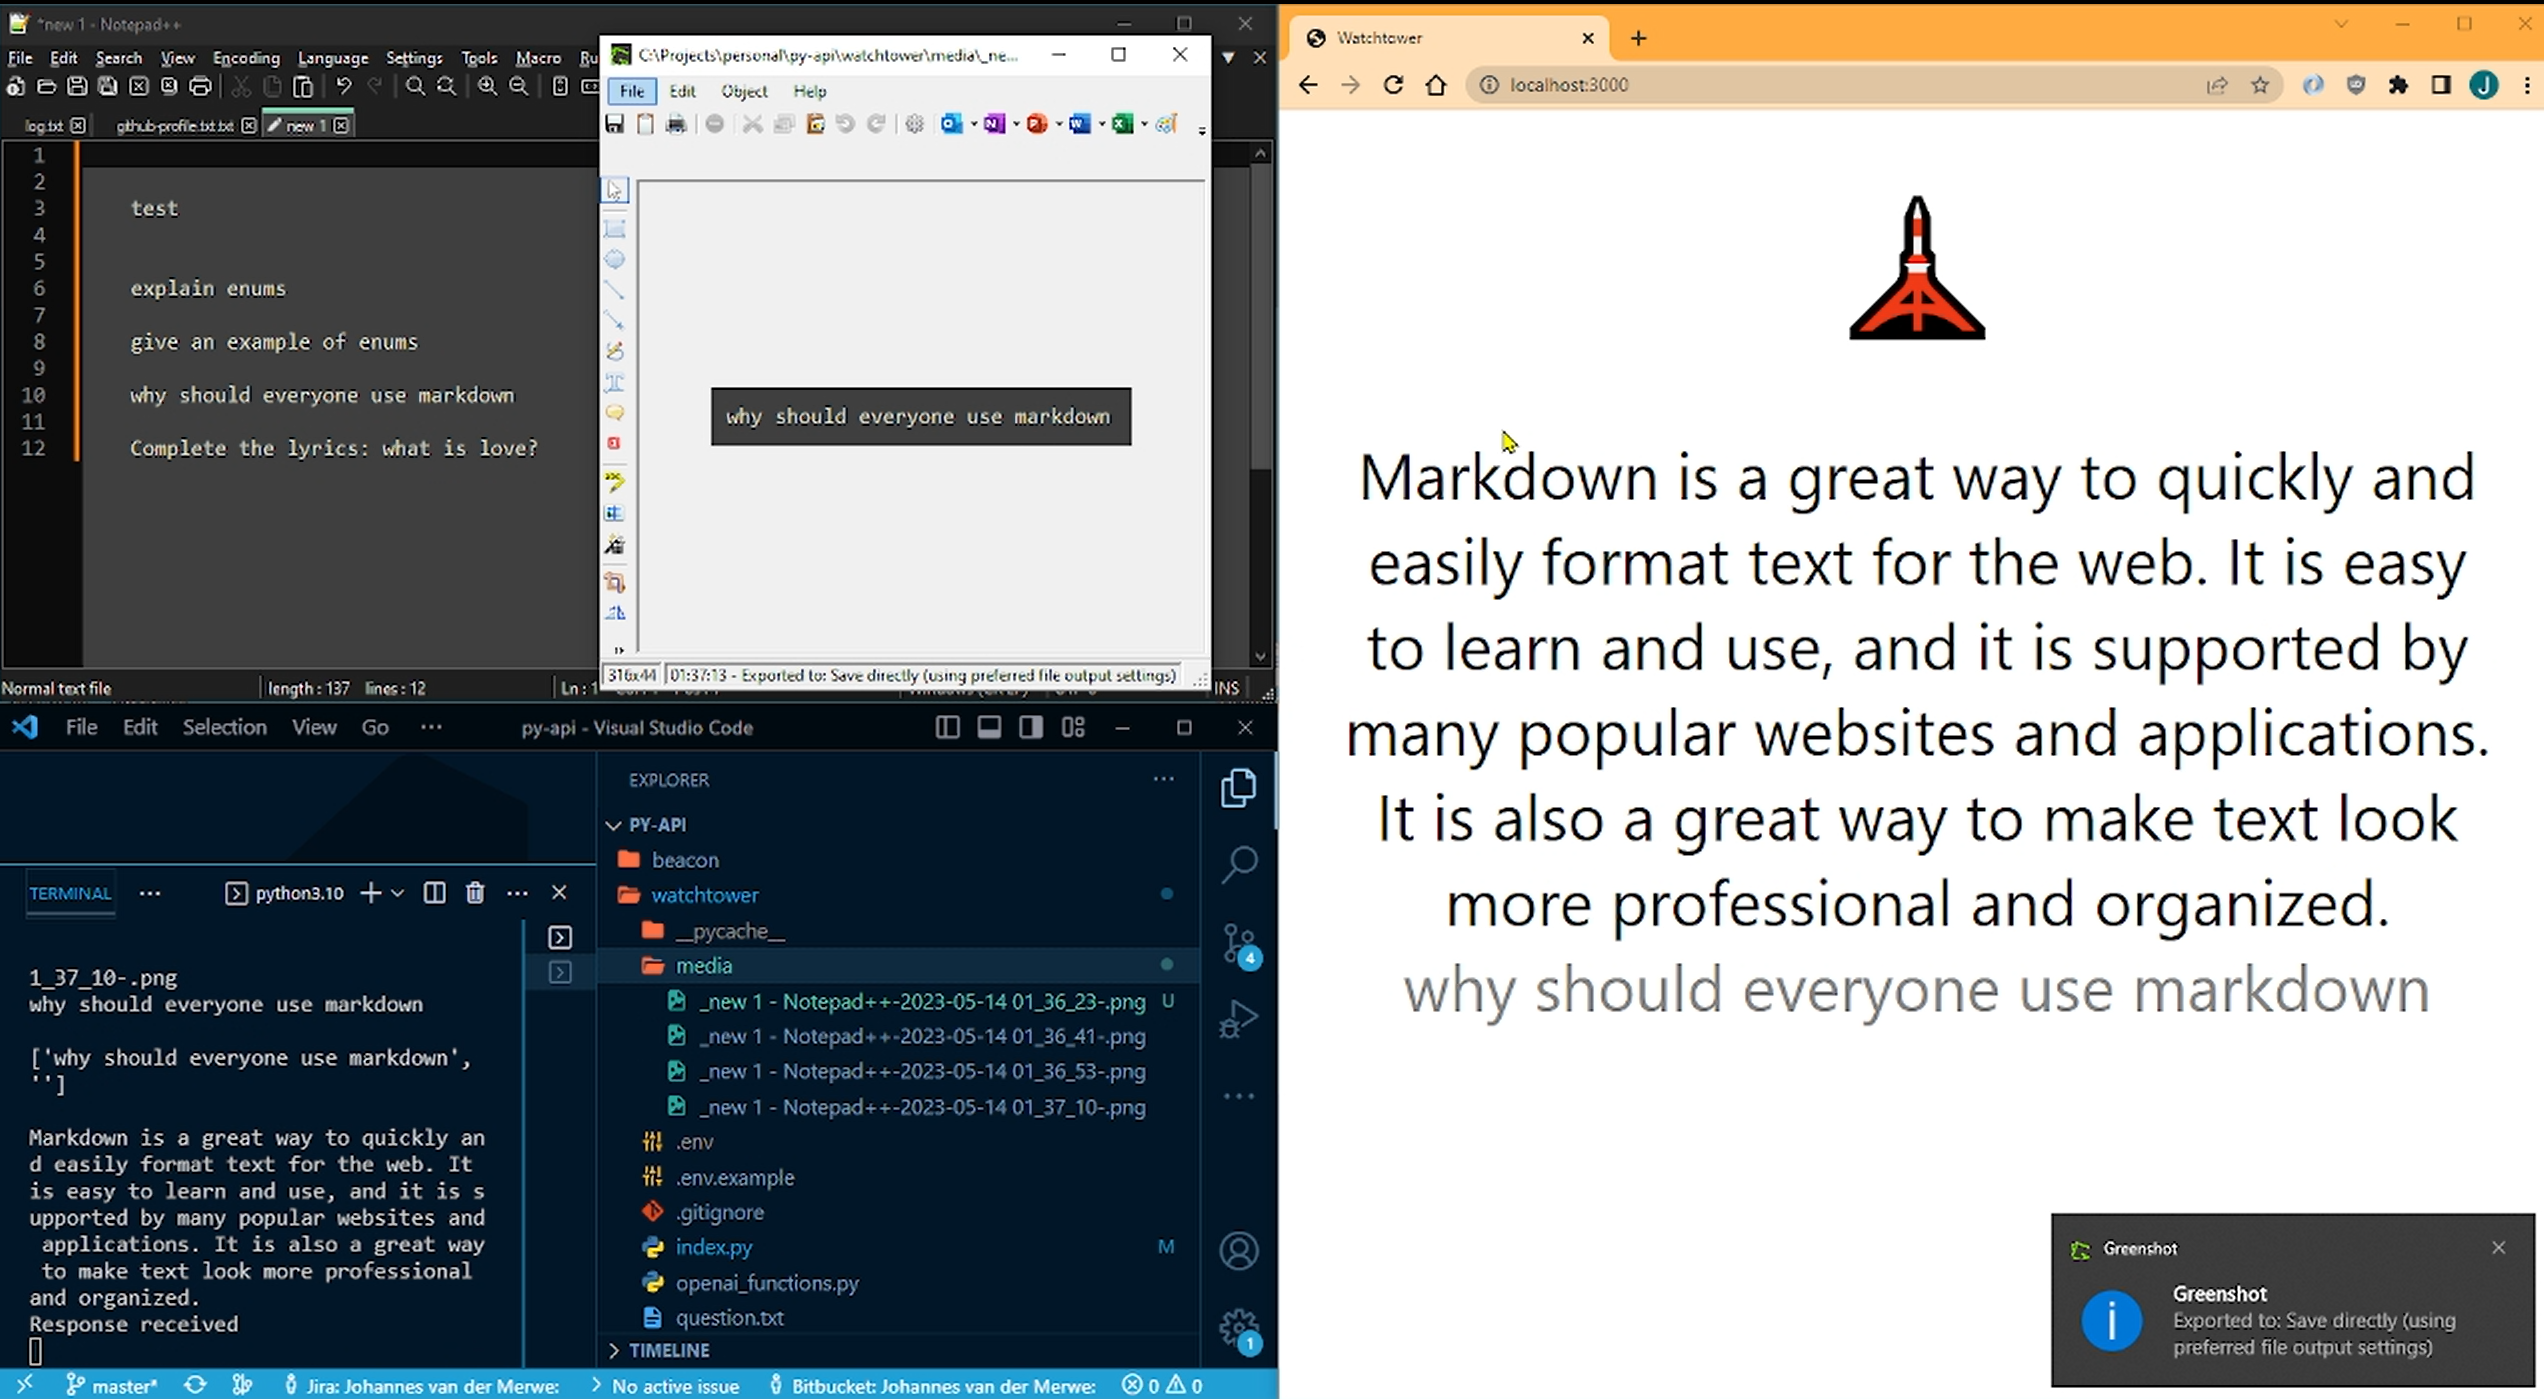 *new 1 - Notepad++
File Edit Search View Encoding Language Settings Tools Macro Ru
log.txt github-profile.txt.txt new 1
1
2
3 test
4
5
6 explain enums
7
8 give an example of enums
9
10 why should everyone use markdown
11
12 Complete the lyrics: what is love?
Normal text file length : 137 lines : 12 Ln : 1 INS
C:\Projects\personal\py-api\watchtower\media\_ne...
File Edit Object Help
why should everyone use markdown
316x44 01:37:13 - Exported to: Save directly (using preferred file output settings)
File Edit Selection View Go ··· py-api - Visual Studio Code
TERMINAL ··· python3.10
1_37_10-.png
why should everyone use markdown
['why should everyone use markdown',
'']
Markdown is a great way to quickly an
d easily format text for the web. It
is easy to learn and use, and it is s
upported by many popular websites and
applications. It is also a great way
to make text look more professional
and organized.
Response received
EXPLORER
PY-API
beacon
watchtower
__pycache__
media
_new 1 - Notepad++-2023-05-14 01_36_23-.png U
_new 1 - Notepad++-2023-05-14 01_36_41-.png
_new 1 - Notepad++-2023-05-14 01_36_53-.png
_new 1 - Notepad++-2023-05-14 01_37_10-.png
.env
.env.example
.gitignore
index.py M
openai_functions.py
question.txt
TIMELINE
4
1
master* Jira: Johannes van der Merwe: No active issue Bitbucket: Johannes van der Merwe: 0 0
Watchtower
localhost:3000
J
Markdown is a great way to quickly and
easily format text for the web. It is easy
to learn and use, and it is supported by
many popular websites and applications.
It is also a great way to make text look
more professional and organized.
why should everyone use markdown
Greenshot
Greenshot
Exported to: Save directly (using
preferred file output settings)